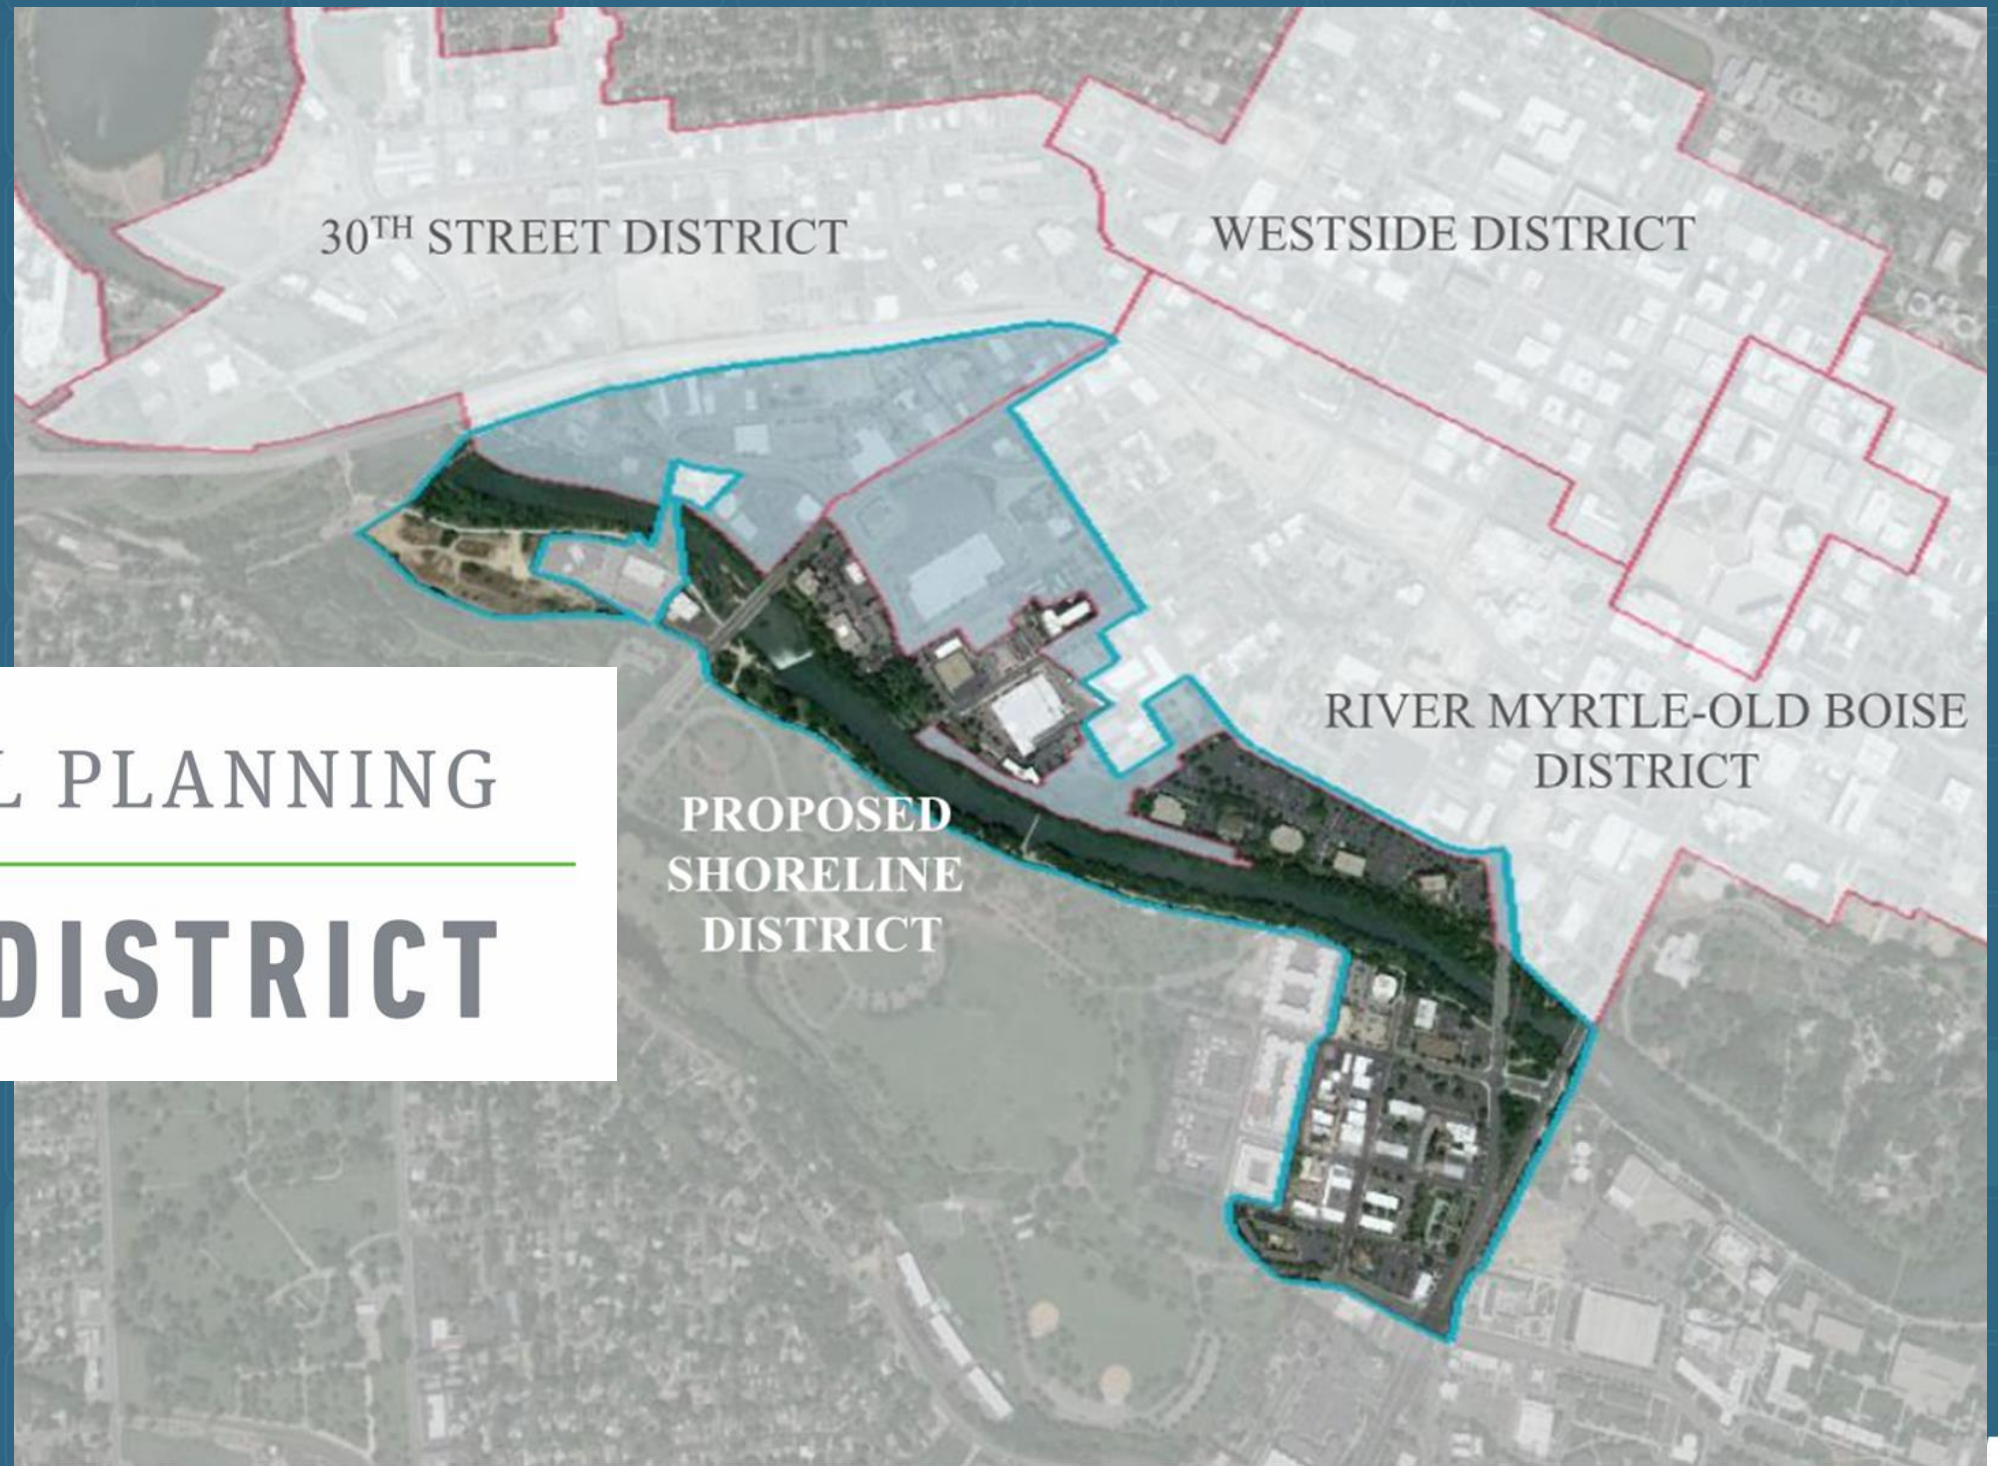 30TH STREET DISTRICT
WESTSIDE DISTRICT
RIVER MYRTLE-OLD BOISE
DISTRICT
PROPOSED
SHORELINE
DISTRICT
L PLANNING
DISTRICT